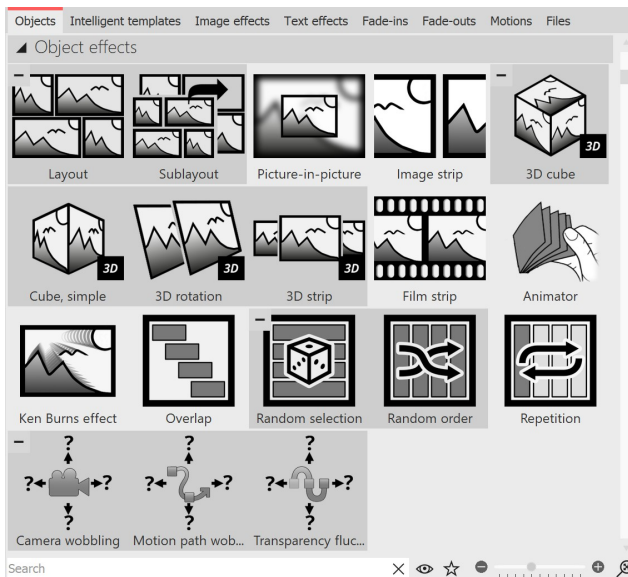 Objects Intelligent templates Image effects Text effects Fade-ins Fade-outs Motions Files
Object effects
Layout Sublayout Picture-in-picture Image strip 3D cube
3D
Cube, simple 3D rotation 3D strip Film strip Animator
3D 3D 3D
Ken Burns effect Overlap Random selection Random order Repetition
? ? ?
? ? ? ? ? ?
? ? ?
Camera wobbling Motion path wob... Transparency fluc...
Search